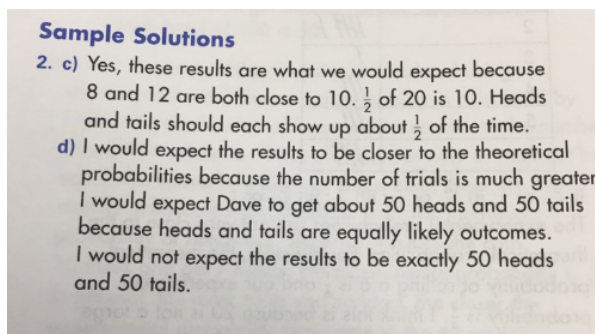 Sample Solutions
2. c) Yes, these results are what we would expect because
8 and 12 are both close to 10. 1/2 of 20 is 10. Heads
and tails should each show up about 1/2 of the time.
d) I would expect the results to be closer to the theoretical
probabilities because the number of trials is much greater
I would expect Dave to get about 50 heads and 50 tails
because heads and tails are equally likely outcomes.
I would not expect the results to be exactly 50 heads
and 50 tails.